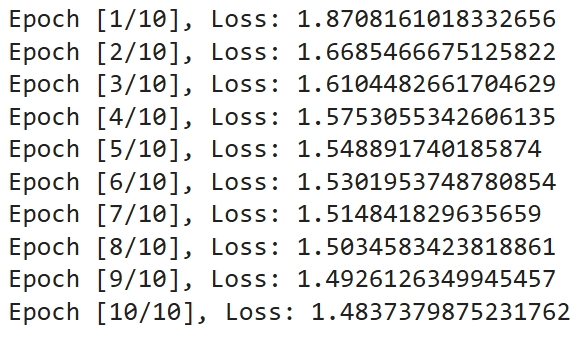 Epoch [1/10], Loss: 1.8708161018332656
Epoch [2/10], Loss: 1.6685466675125822
Epoch [3/10], Loss: 1.6104482661704629
Epoch [4/10], Loss: 1.5753055342606135
Epoch [5/10], Loss: 1.548891740185874
Epoch [6/10], Loss: 1.5301953748780854
Epoch [7/10], Loss: 1.514841829635659
Epoch [8/10], Loss: 1.5034583423818861
Epoch [9/10], Loss: 1.4926126349945457
Epoch [10/10], Loss: 1.4837379875231762